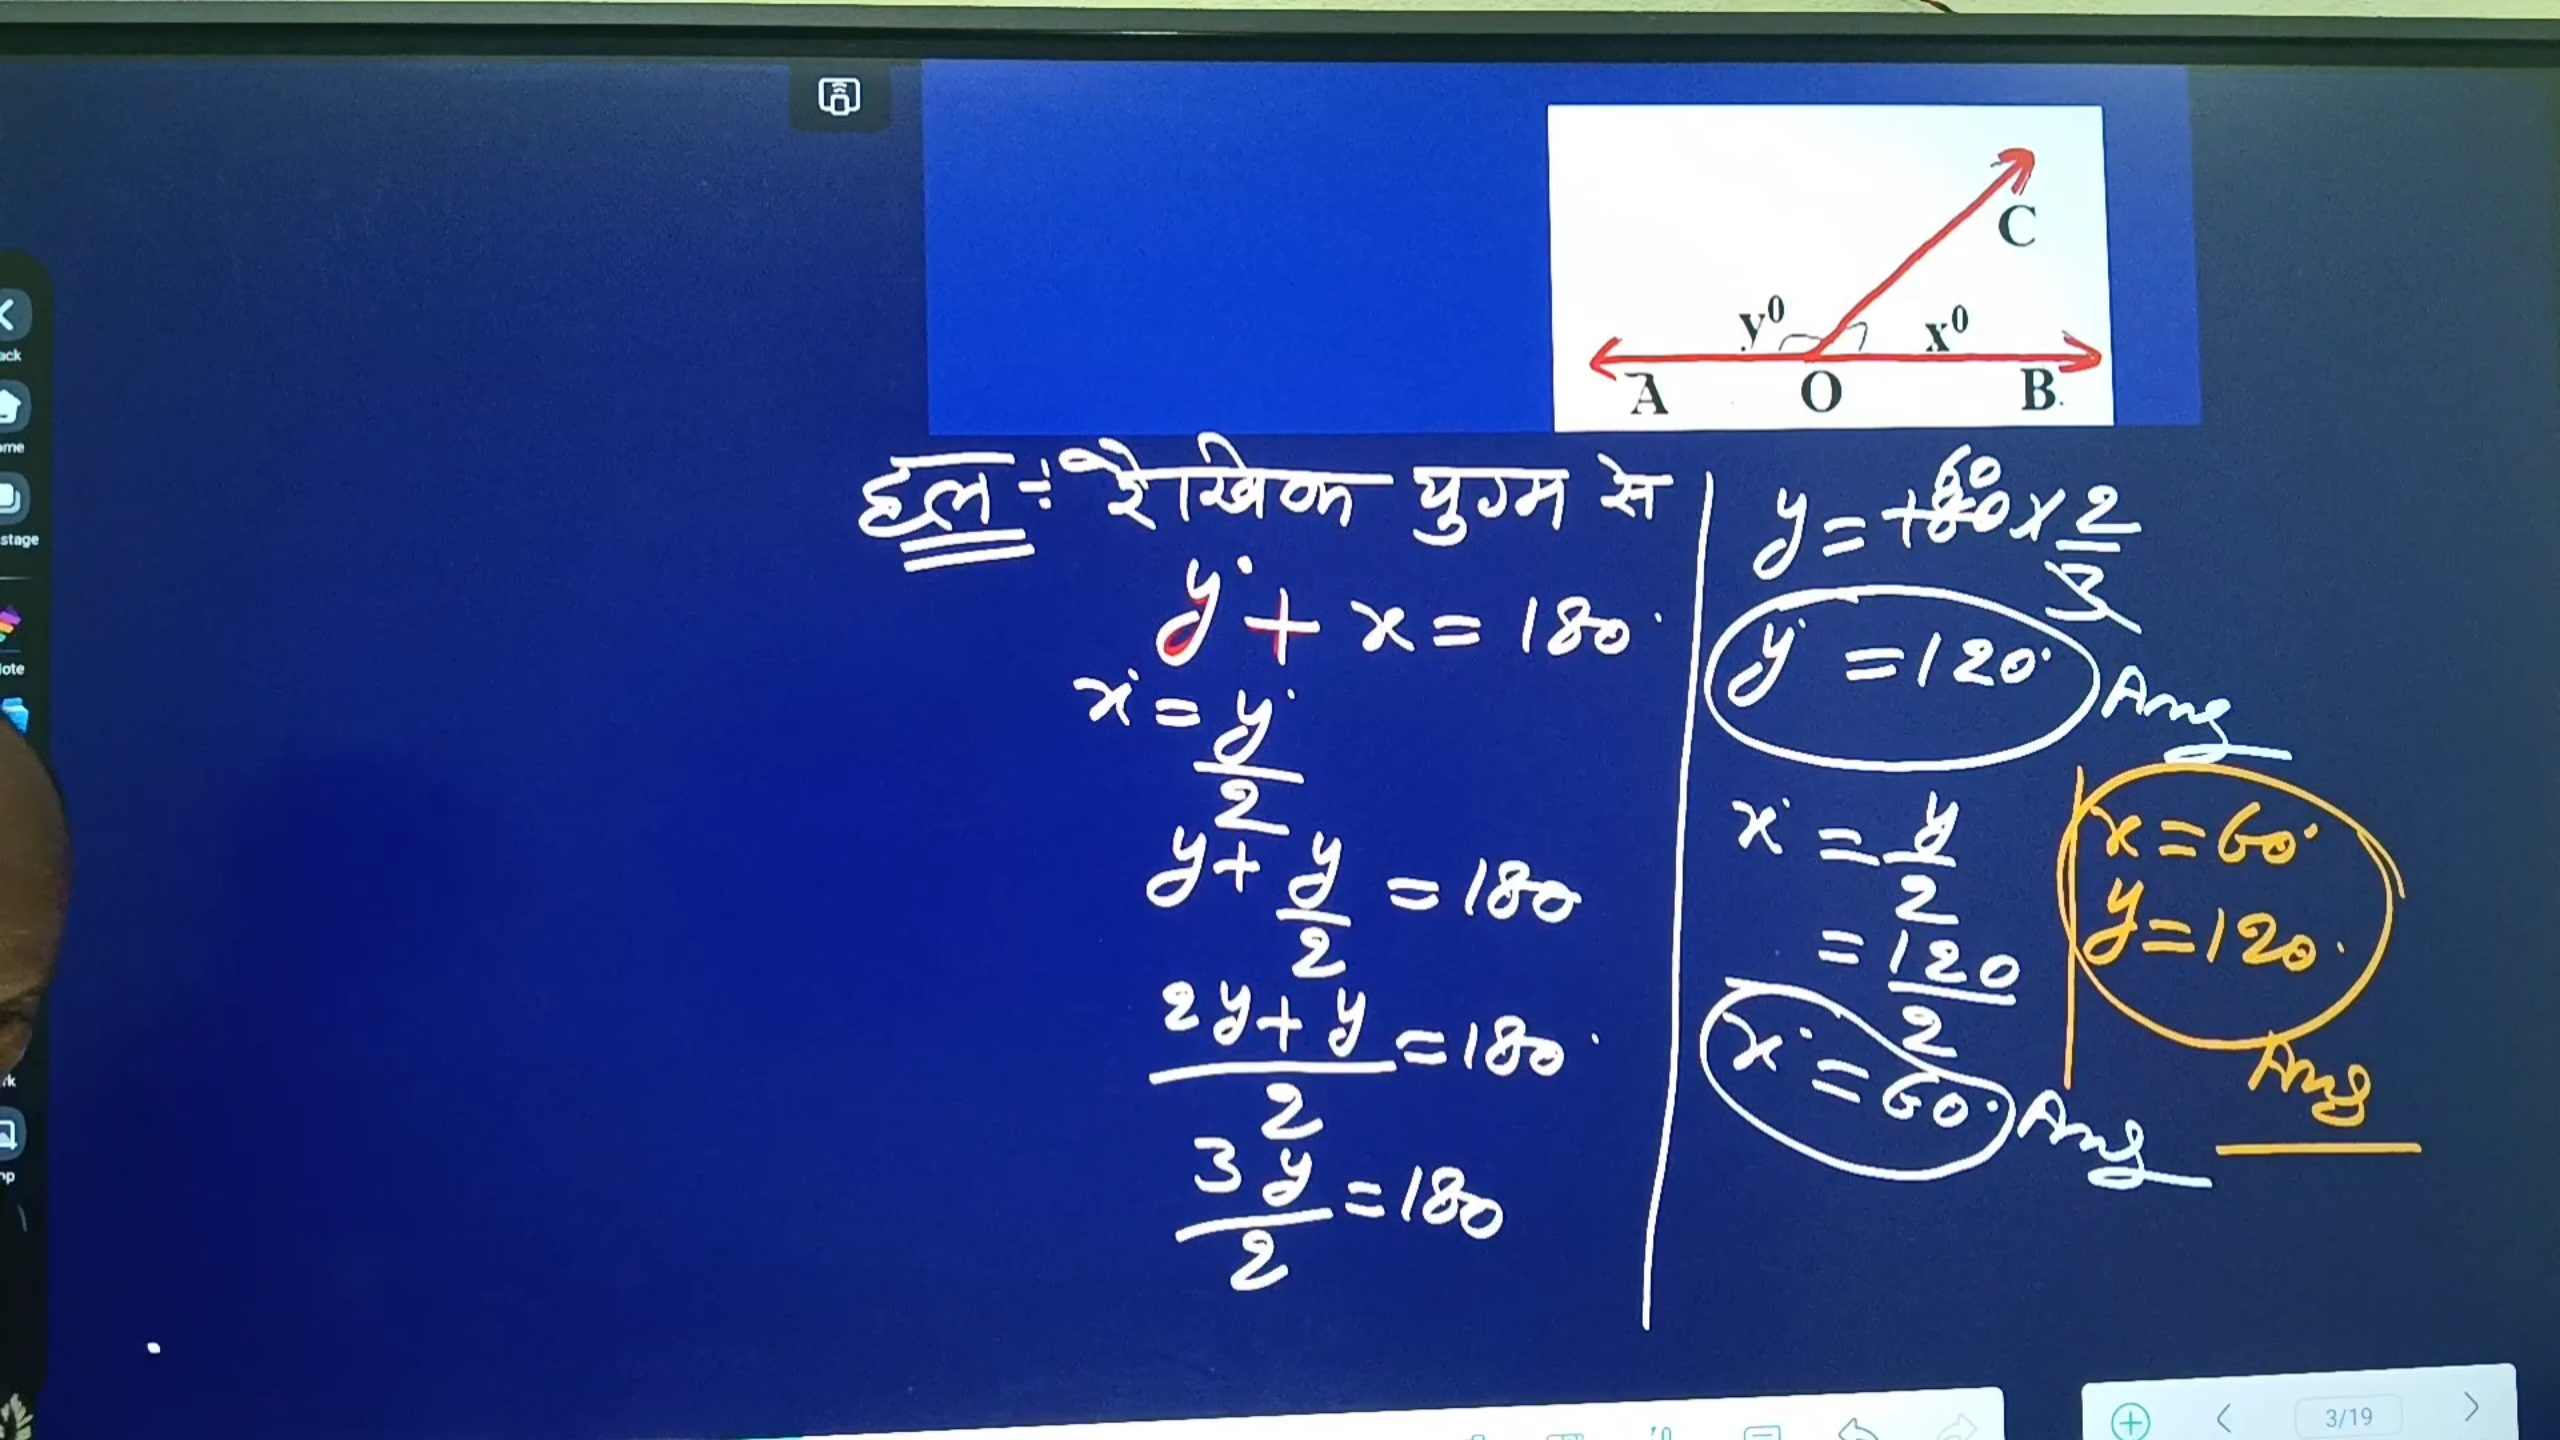 C
y⁰
x⁰
A
O
B
हल :- रैखिक युग्म से
y° + x = 180°
x° = y°/2
y + y/2 = 180
2y + y/2 = 180°
3y/2 = 180
y = 180 60 × 2/3
y° = 120° Ans
x° = y/2
= 120/2
x° = 60° Ans
x = 60°
y = 120°
Ans
3/19